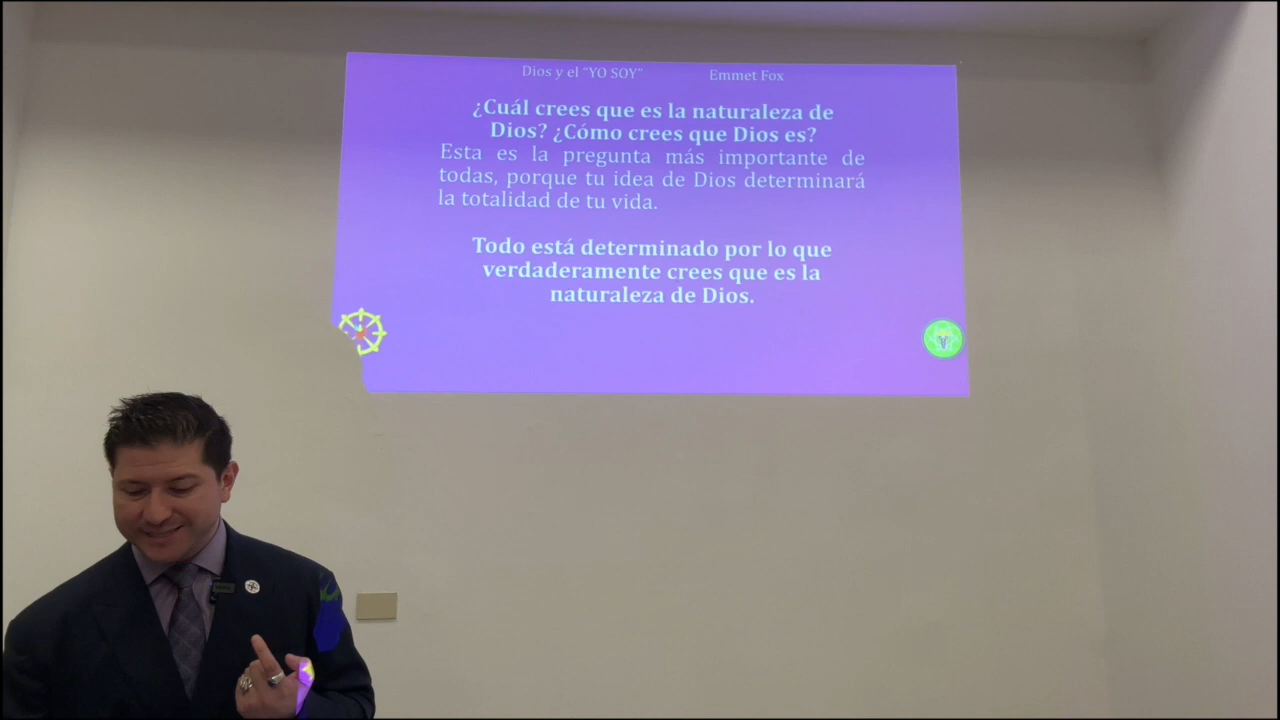 Dios y el “YO SOY” Emmet Fox
¿Cuál crees que es la naturaleza de
Dios? ¿Cómo crees que Dios es?
Esta es la pregunta más importante de
todas, porque tu idea de Dios determinará
la totalidad de tu vida.
Todo está determinado por lo que
verdaderamente crees que es la
naturaleza de Dios.